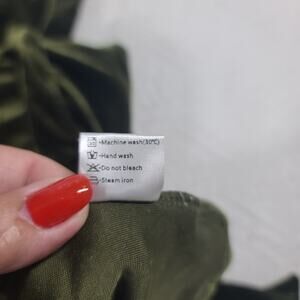 -Machine wash(30℃)
-Hand wash
-Do not bleach
-Steam iron